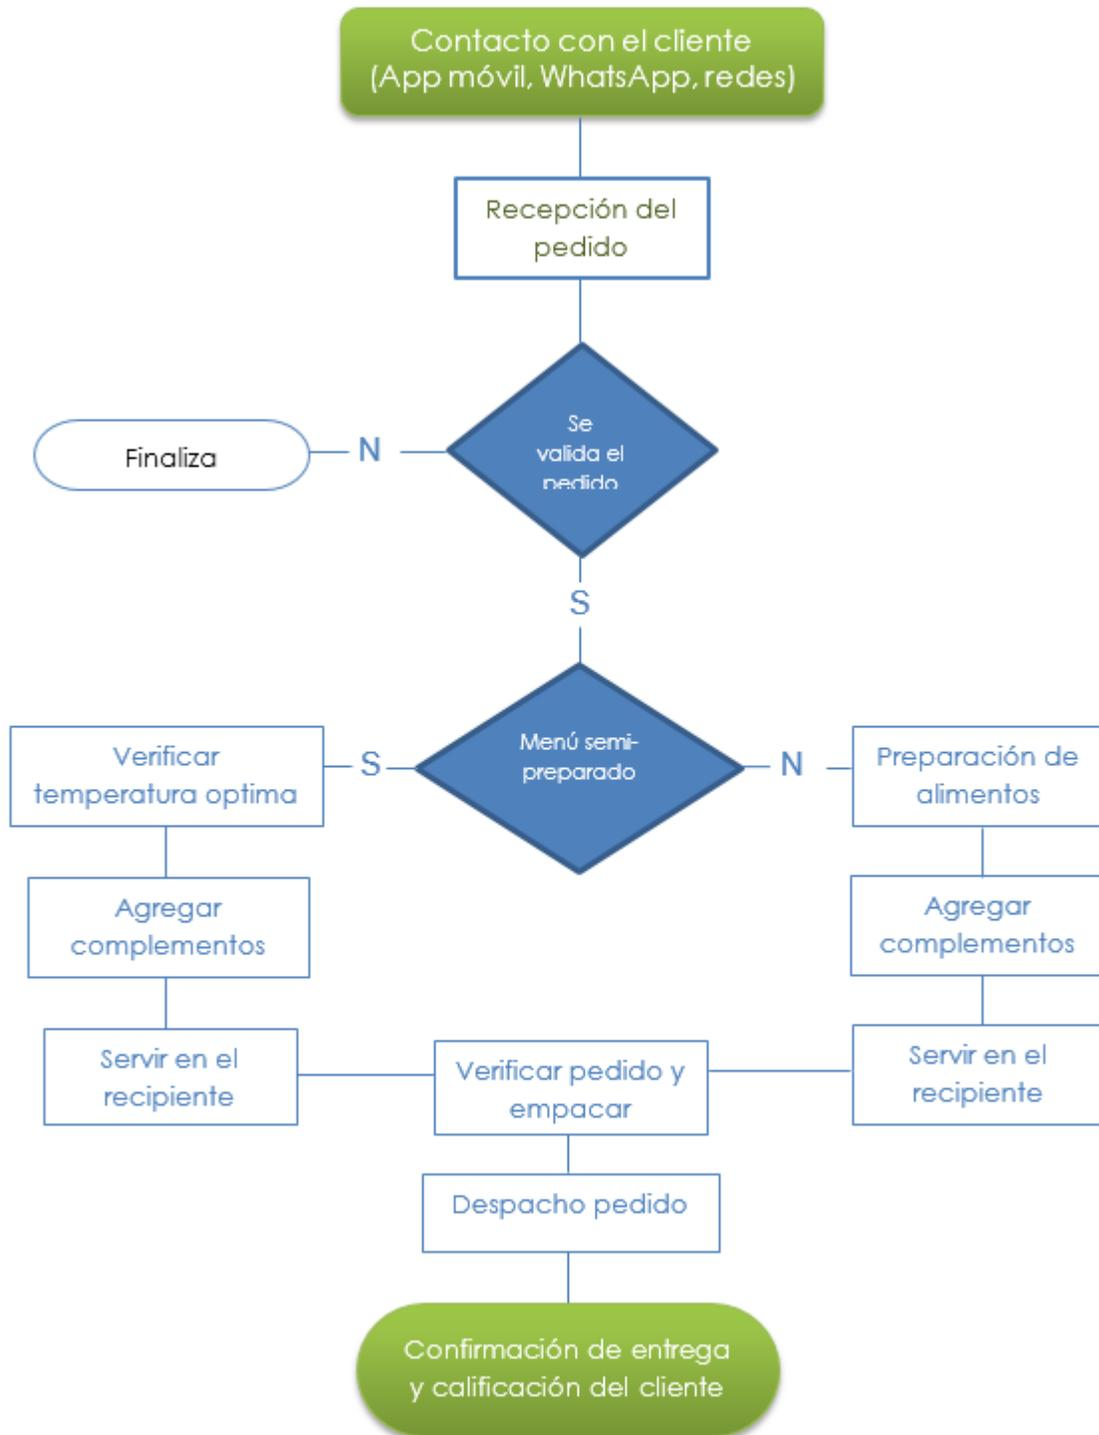 Contacto con el cliente
(App móvil, WhatsApp, redes)
Recepción del
pedido
Se
valida el
pedido
N
Finaliza
S
Menú semi-
preparado
S
N
Verificar
temperatura optima
Preparación de
alimentos
Agregar
complementos
Agregar
complementos
Servir en el
recipiente
Verificar pedido y
empacar
Servir en el
recipiente
Despacho pedido
Confirmación de entrega
y calificación del cliente